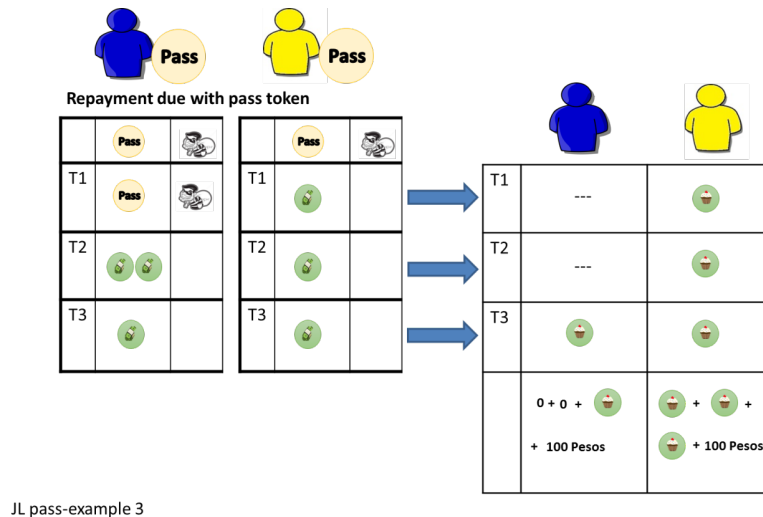 Pass Pass
Repayment due with pass token
Pass Pass
T1 Pass T1 T1 ---
T2 T2 T2 ---
T3 T3 T3
0 + 0 + + +
+ 100 Pesos + 100 Pesos
JL pass-example 3